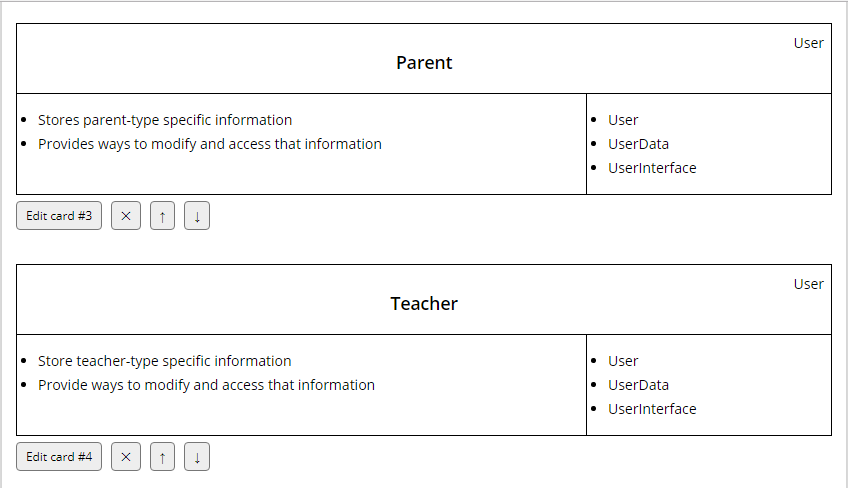 User
Parent
Stores parent-type specific information
Provides ways to modify and access that information
User
UserData
UserInterface
Edit card #3 × ↑ ↓
User
Teacher
Store teacher-type specific information
Provide ways to modify and access that information
User
UserData
UserInterface
Edit card #4 × ↑ ↓